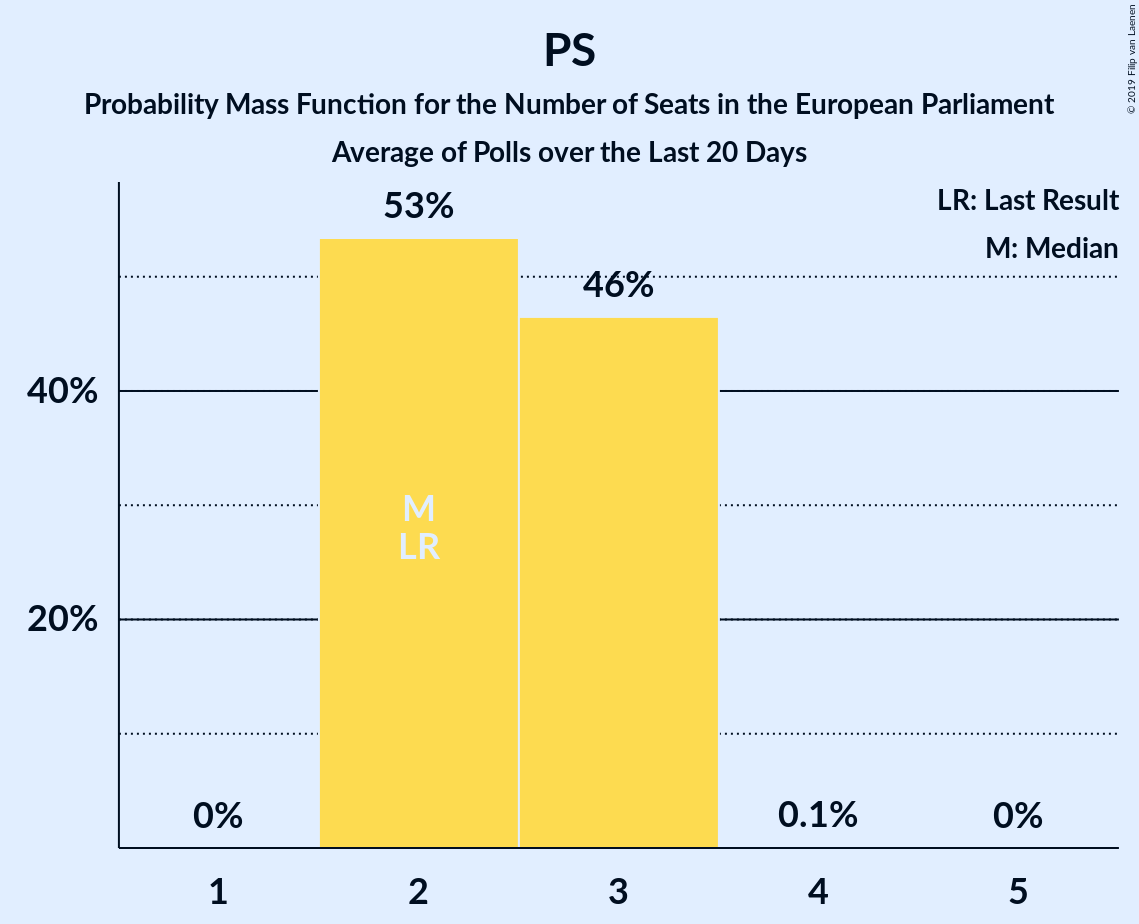 PS
Probability Mass Function for the Number of Seats in the European Parliament
Average of Polls over the Last 20 Days
© 2019 Filip van Laenen
LR: Last Result
M: Median
53%
46%
40%
M
LR
20%
0%
0.1%
0%
1
2
3
4
5